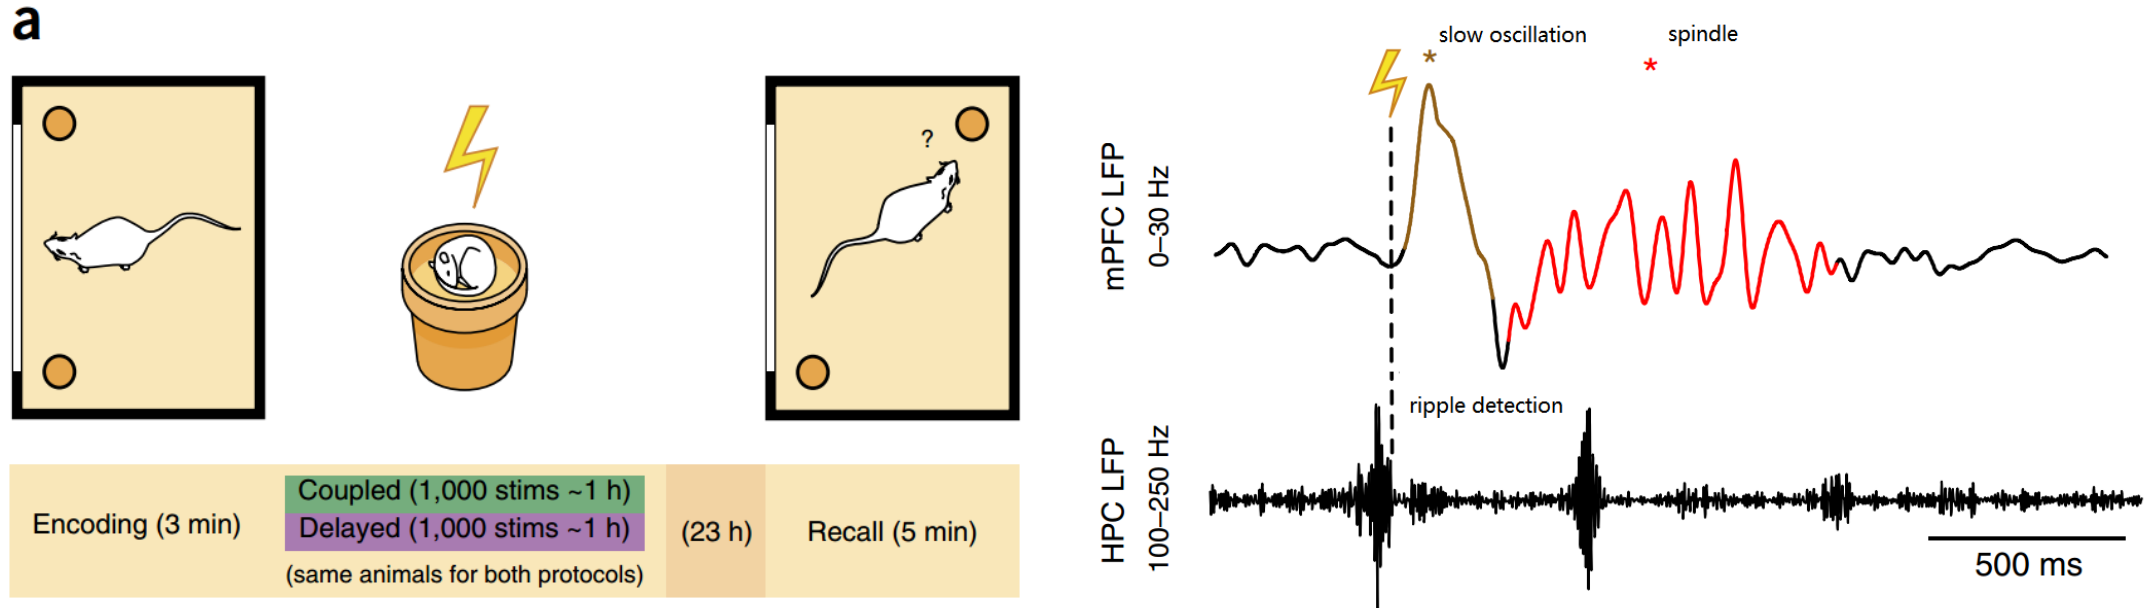 a
?
Encoding (3 min)
Coupled (1,000 stims ~1 h)
Delayed (1,000 stims ~1 h)
(same animals for both protocols)
(23 h)
Recall (5 min)
slow oscillation
spindle
*
*
mPFC LFP
0–30 Hz
ripple detection
HPC LFP
100–250 Hz
500 ms